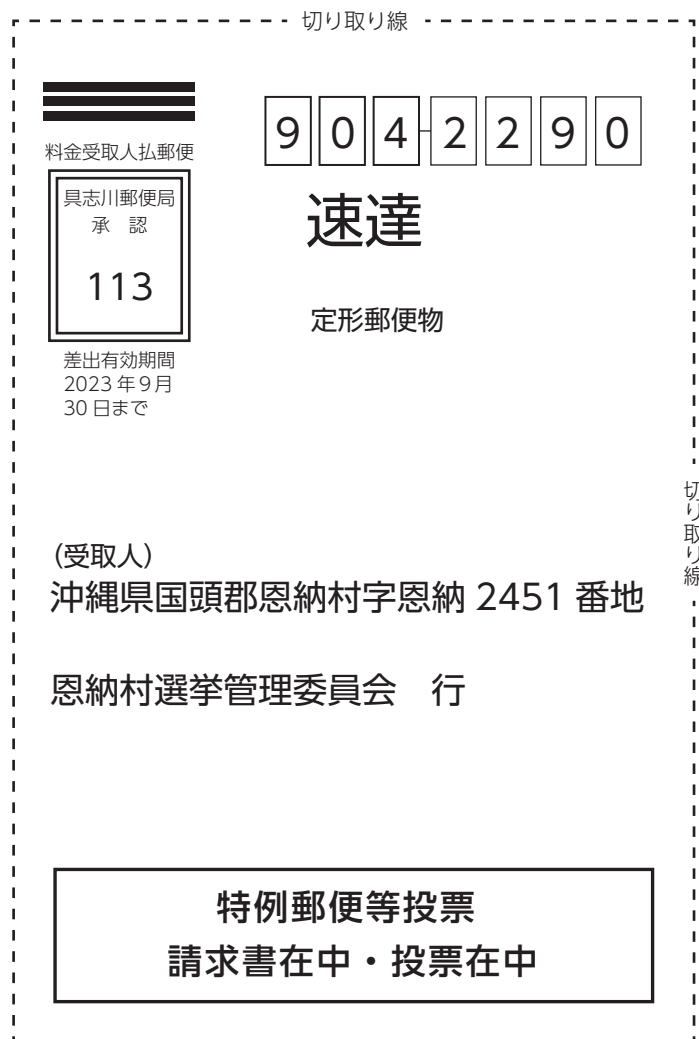 切り取り線
904-2290
料金受取人払郵便
具志川郵便局
承 認
113
速達
定形郵便物
差出有効期間
2023年9月
30日まで
切り取り線
(受取人)
沖縄県国頭郡恩納村字恩納 2451 番地
恩納村選挙管理委員会 行
特例郵便等投票
請求書在中・投票在中